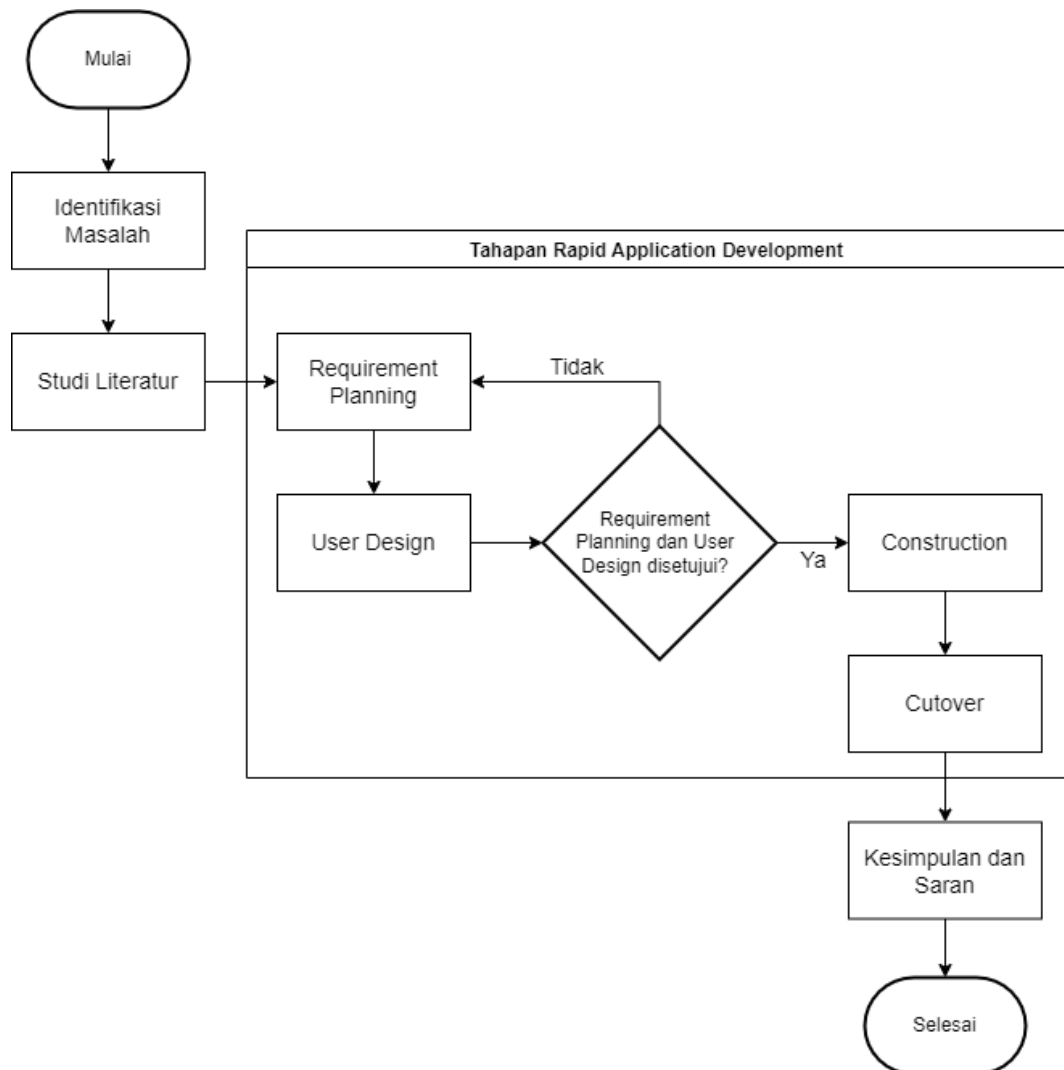 Mulai
Identifikasi
Masalah
Studi Literatur
Tahapan Rapid Application Development
Requirement
Planning
Tidak
User Design
Requirement
Planning dan User
Design disetujui?
Ya
Construction
Cutover
Kesimpulan dan
Saran
Selesai